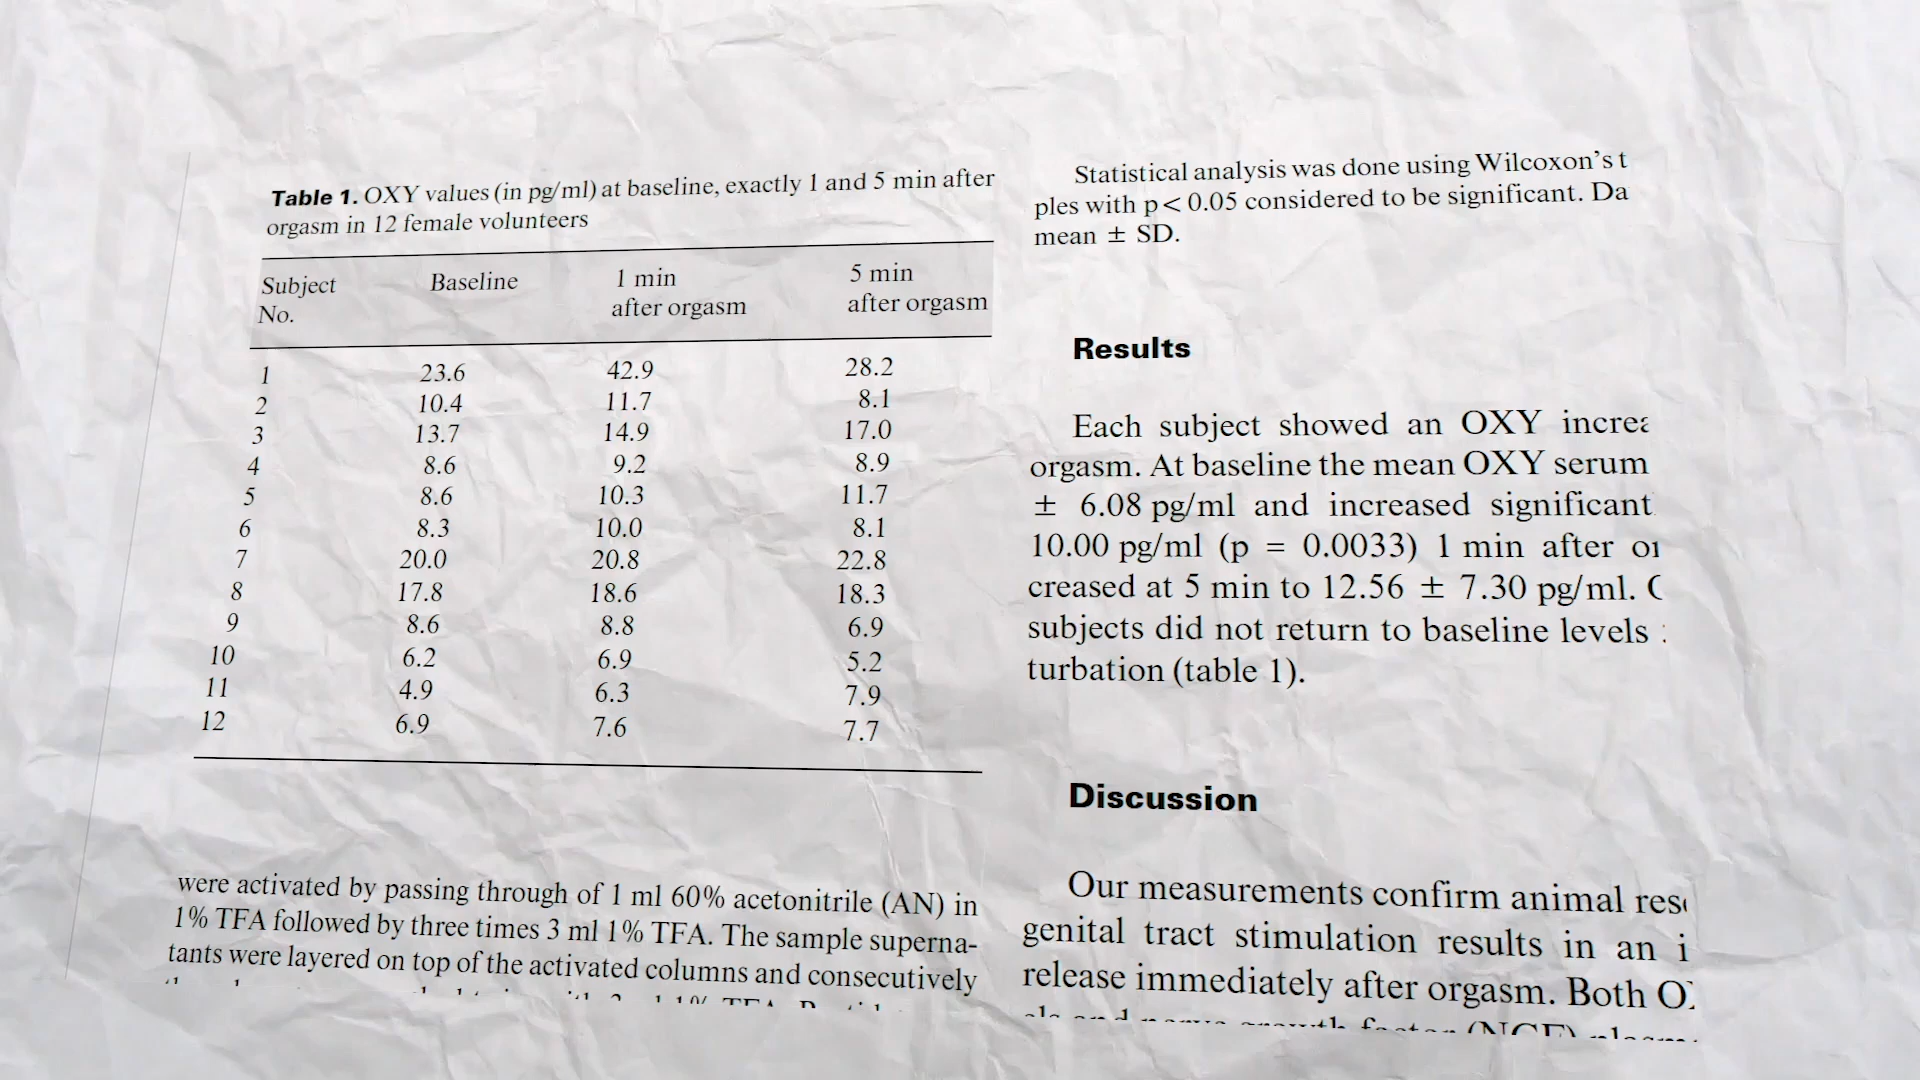 Table 1. OXY values (in pg/ml) at baseline, exactly 1 and 5 min after
orgasm in 12 female volunteers
Subject No. Baseline 1 min after orgasm 5 min after orgasm
1 23.6 42.9 28.2
2 10.4 11.7 8.1
3 13.7 14.9 17.0
4 8.6 9.2 8.9
5 8.6 10.3 11.7
6 8.3 10.0 8.1
7 20.0 20.8 22.8
8 17.8 18.6 18.3
9 8.6 8.8 6.9
10 6.2 6.9 5.2
11 4.9 6.3 7.9
12 6.9 7.6 7.7
were activated by passing through of 1 ml 60% acetonitrile (AN) in
1% TFA followed by three times 3 ml 1% TFA. The sample superna-
tants were layered on top of the activated columns and consecutively
Statistical analysis was done using Wilcoxon's t
ples with p < 0.05 considered to be significant. Da
mean ± SD.
Results
Each subject showed an OXY increa
orgasm. At baseline the mean OXY serum
± 6.08 pg/ml and increased significant
10.00 pg/ml (p = 0.0033) 1 min after or
creased at 5 min to 12.56 ± 7.30 pg/ml.
subjects did not return to baseline levels
turbation (table 1).
Discussion
Our measurements confirm animal res
genital tract stimulation results in an i
release immediately after orgasm. Both